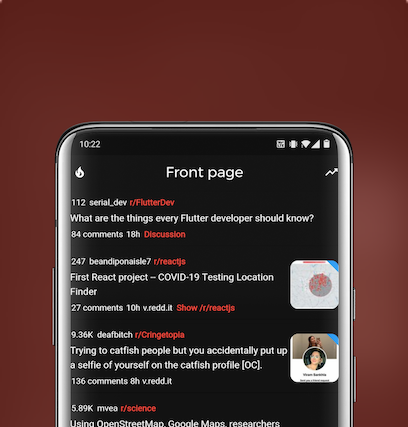 10:22
Front page
112 serial_dev r/FlutterDev
What are the things every Flutter developer should know?
84 comments 18h Discussion
247 beandiponaisle7 r/reactjs
First React project – COVID-19 Testing Location
Finder
27 comments 10h v.redd.it Show /r/reactjs
9.36K deafbitch r/Cringetopia
Trying to catfish people but you accidentally put up
a selfie of yourself on the catfish profile [OC].
136 comments 8h v.redd.it
5.89K mvea r/science
Using OpenStreetMap, Google Maps, researchers